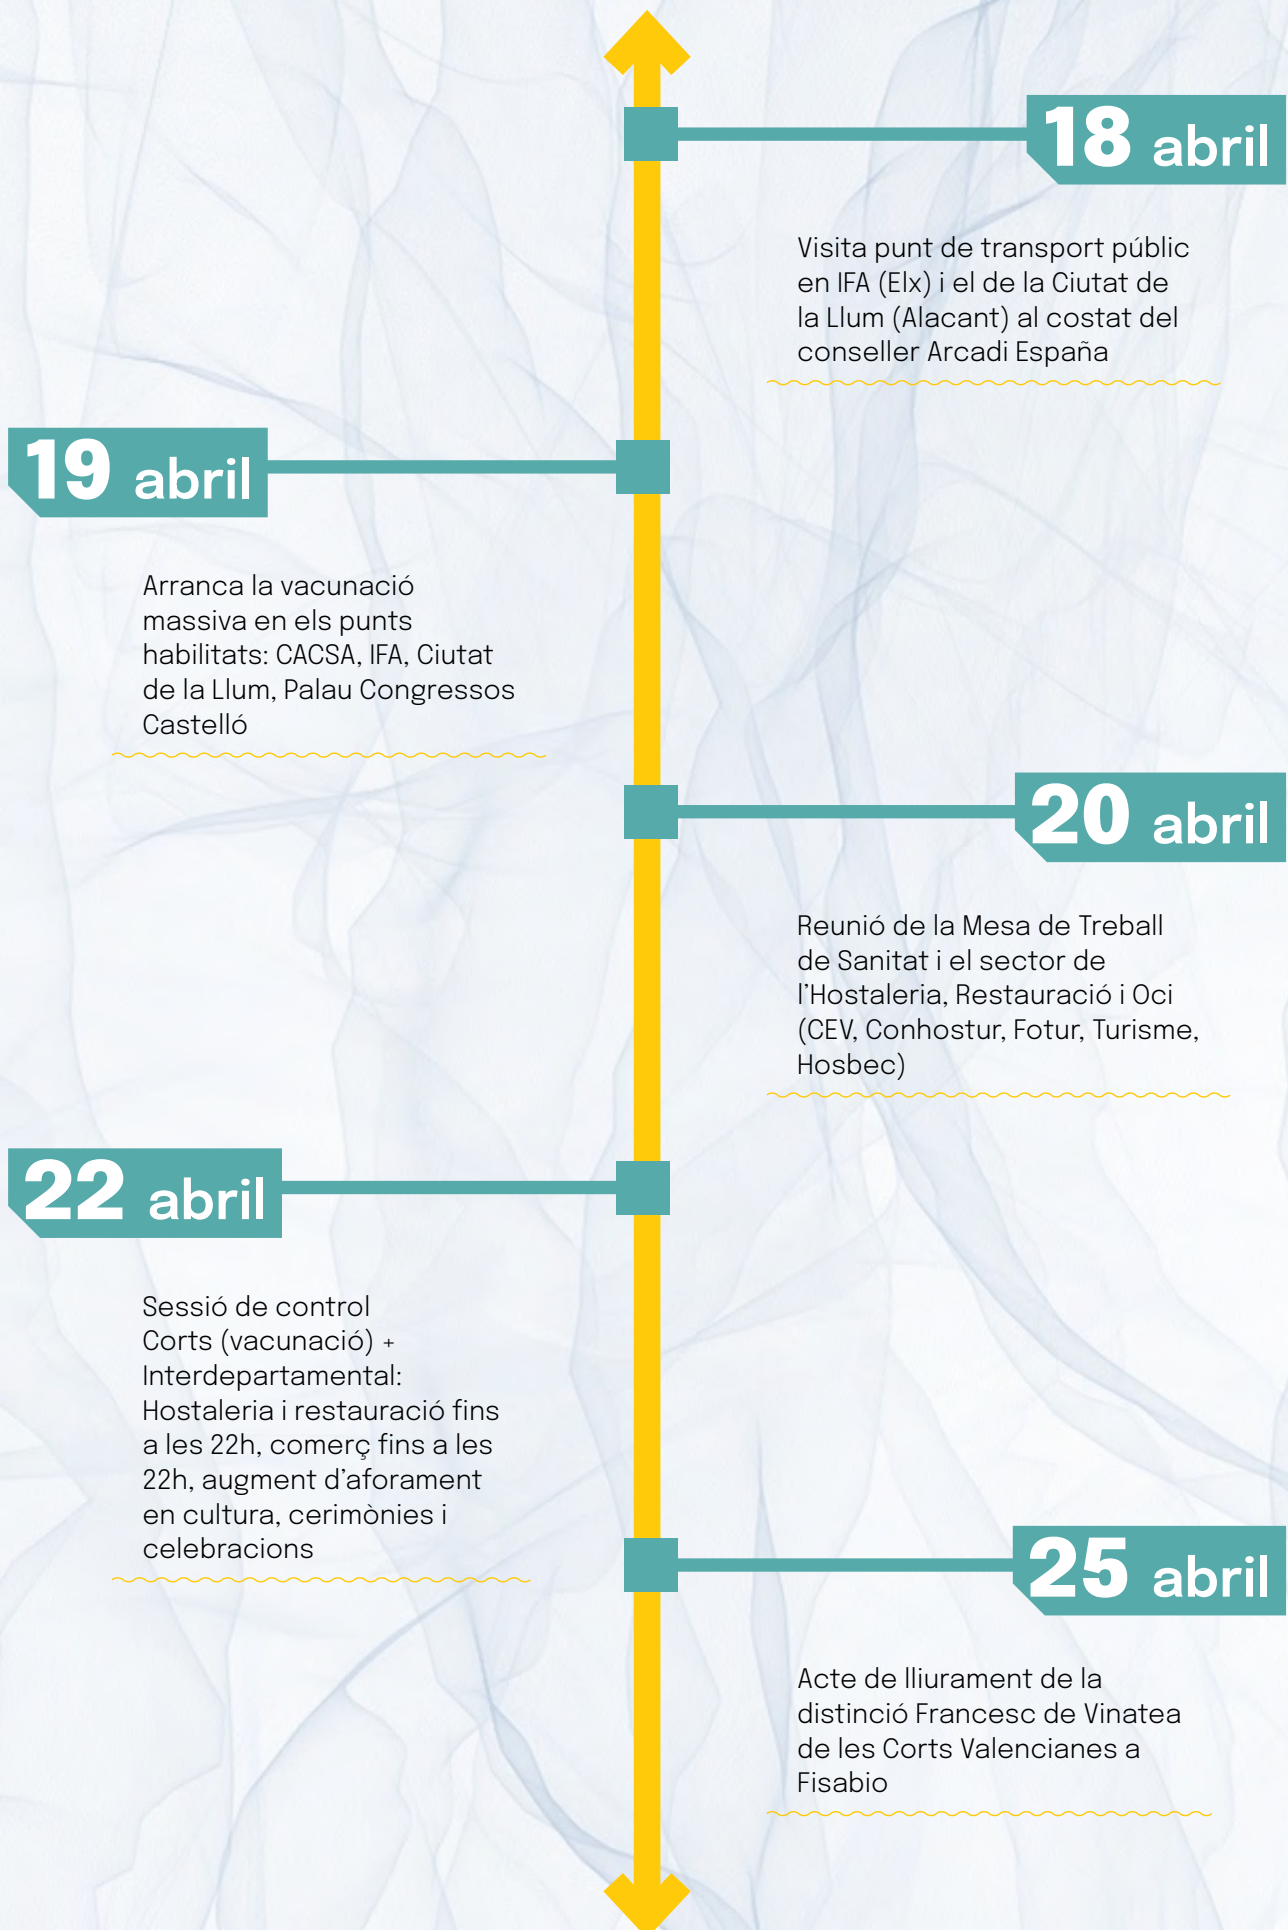 18 abril
Visita punt de transport públic
en IFA (Elx) i el de la Ciutat de
la Llum (Alacant) al costat del
conseller Arcadi España
19 abril
Arranca la vacunació
massiva en els punts
habilitats: CACSA, IFA, Ciutat
de la Llum, Palau Congressos
Castelló
20 abril
Reunió de la Mesa de Treball
de Sanitat i el sector de
l’Hostaleria, Restauració i Oci
(CEV, Conhostur, Fotur, Turisme,
Hosbec)
22 abril
Sessió de control
Corts (vacunació) +
Interdepartamental:
Hostaleria i restauració fins
a les 22h, comerç fins a les
22h, augment d’aforament
en cultura, cerimònies i
celebracions
25 abril
Acte de lliurament de la
distinció Francesc de Vinatea
de les Corts Valencianes a
Fisabio